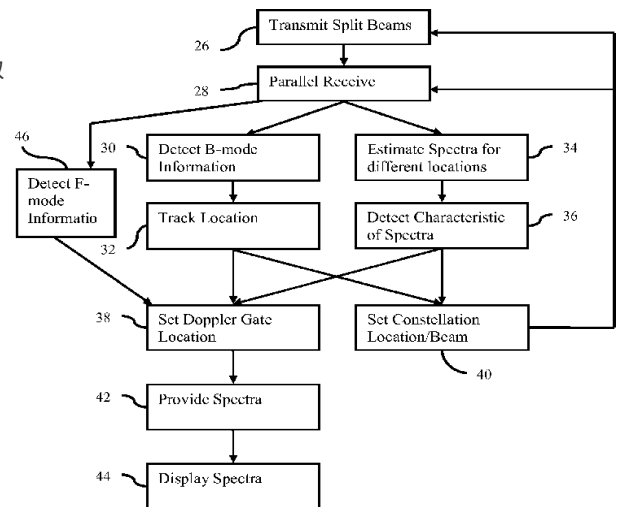 Transmit Split Beams
26
Parallel Receive
28
46
30
Detect B-mode
Information
Estimate Spectra for
different locations
34
Detect F-
mode
Informatio
Track Location
32
Detect Characteristic
of Spectra
36
38
Set Doppler Gate
Location
Set Constellation
Location/Beam
40
42
Provide Spectra
44
Display Spectra